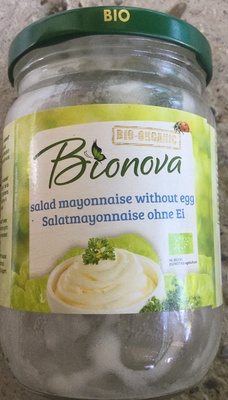 BIO
BIO-ORGANIC
Bionova
salad mayonnaise without egg
Salatmayonnaise ohne Ei